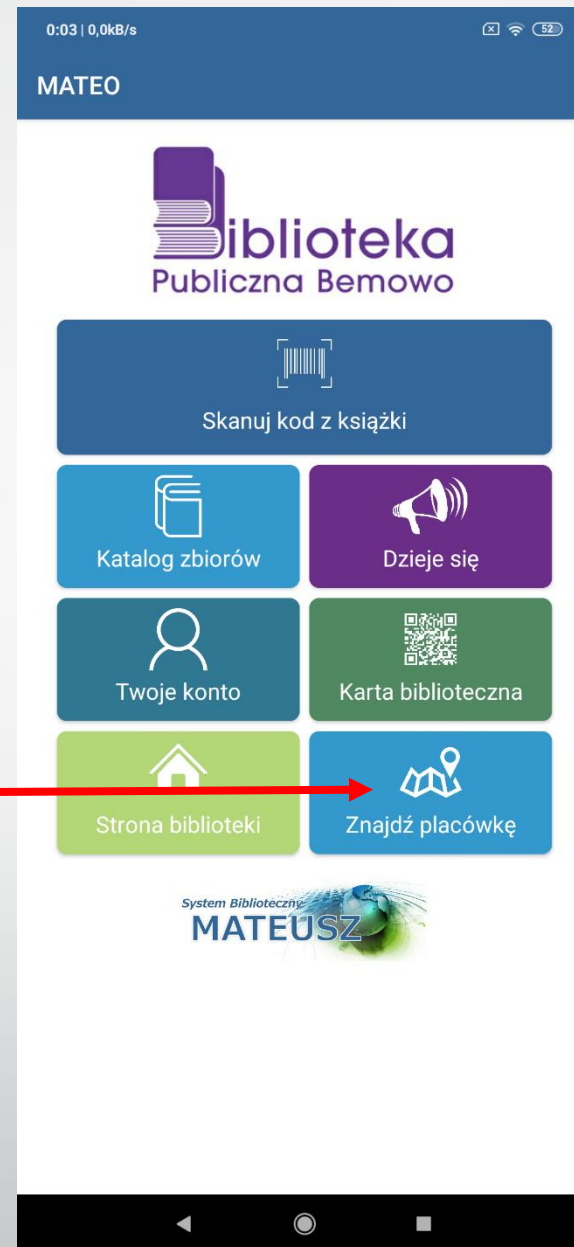 0:03 | 0,0kB/s 52
MATEO
Biblioteka
Publiczna Bemowo
Skanuj kod z książki
Katalog zbiorów
Dzieje się
Twoje konto
Karta biblioteczna
Strona biblioteki
Znajdź placówkę
System Biblioteczny
MATEUSZ